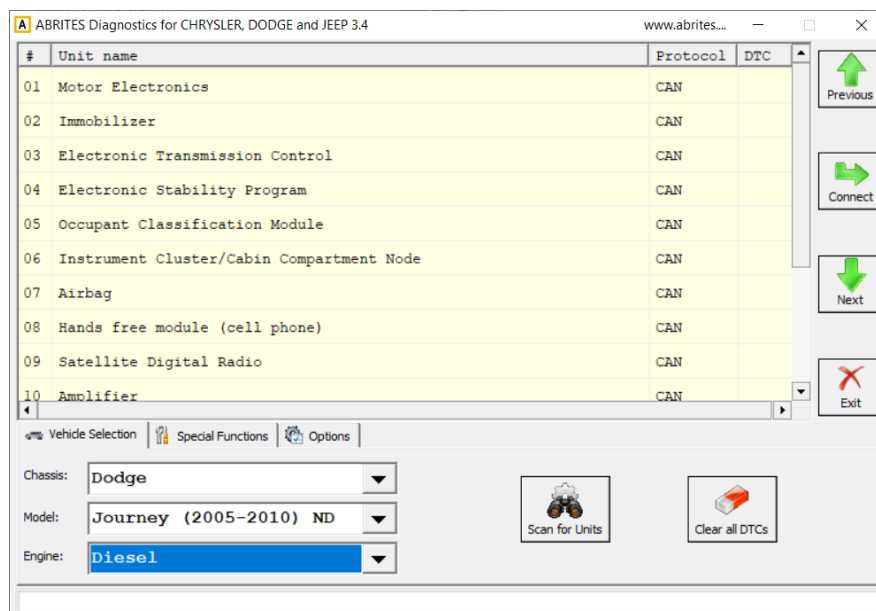 ABRITES Diagnostics for CHRYSLER, DODGE and JEEP 3.4 www.abrites....
# Unit name Protocol DTC
01 Motor Electronics CAN
02 Immobilizer CAN
03 Electronic Transmission Control CAN
04 Electronic Stability Program CAN
05 Occupant Classification Module CAN
06 Instrument Cluster/Cabin Compartment Node CAN
07 Airbag CAN
08 Hands free module (cell phone) CAN
09 Satellite Digital Radio CAN
10 Amplifier CAN
Previous
Connect
Next
Exit
Vehicle Selection Special Functions Options
Chassis: Dodge
Model: Journey (2005-2010) ND
Engine: Diesel
Scan for Units Clear all DTCs